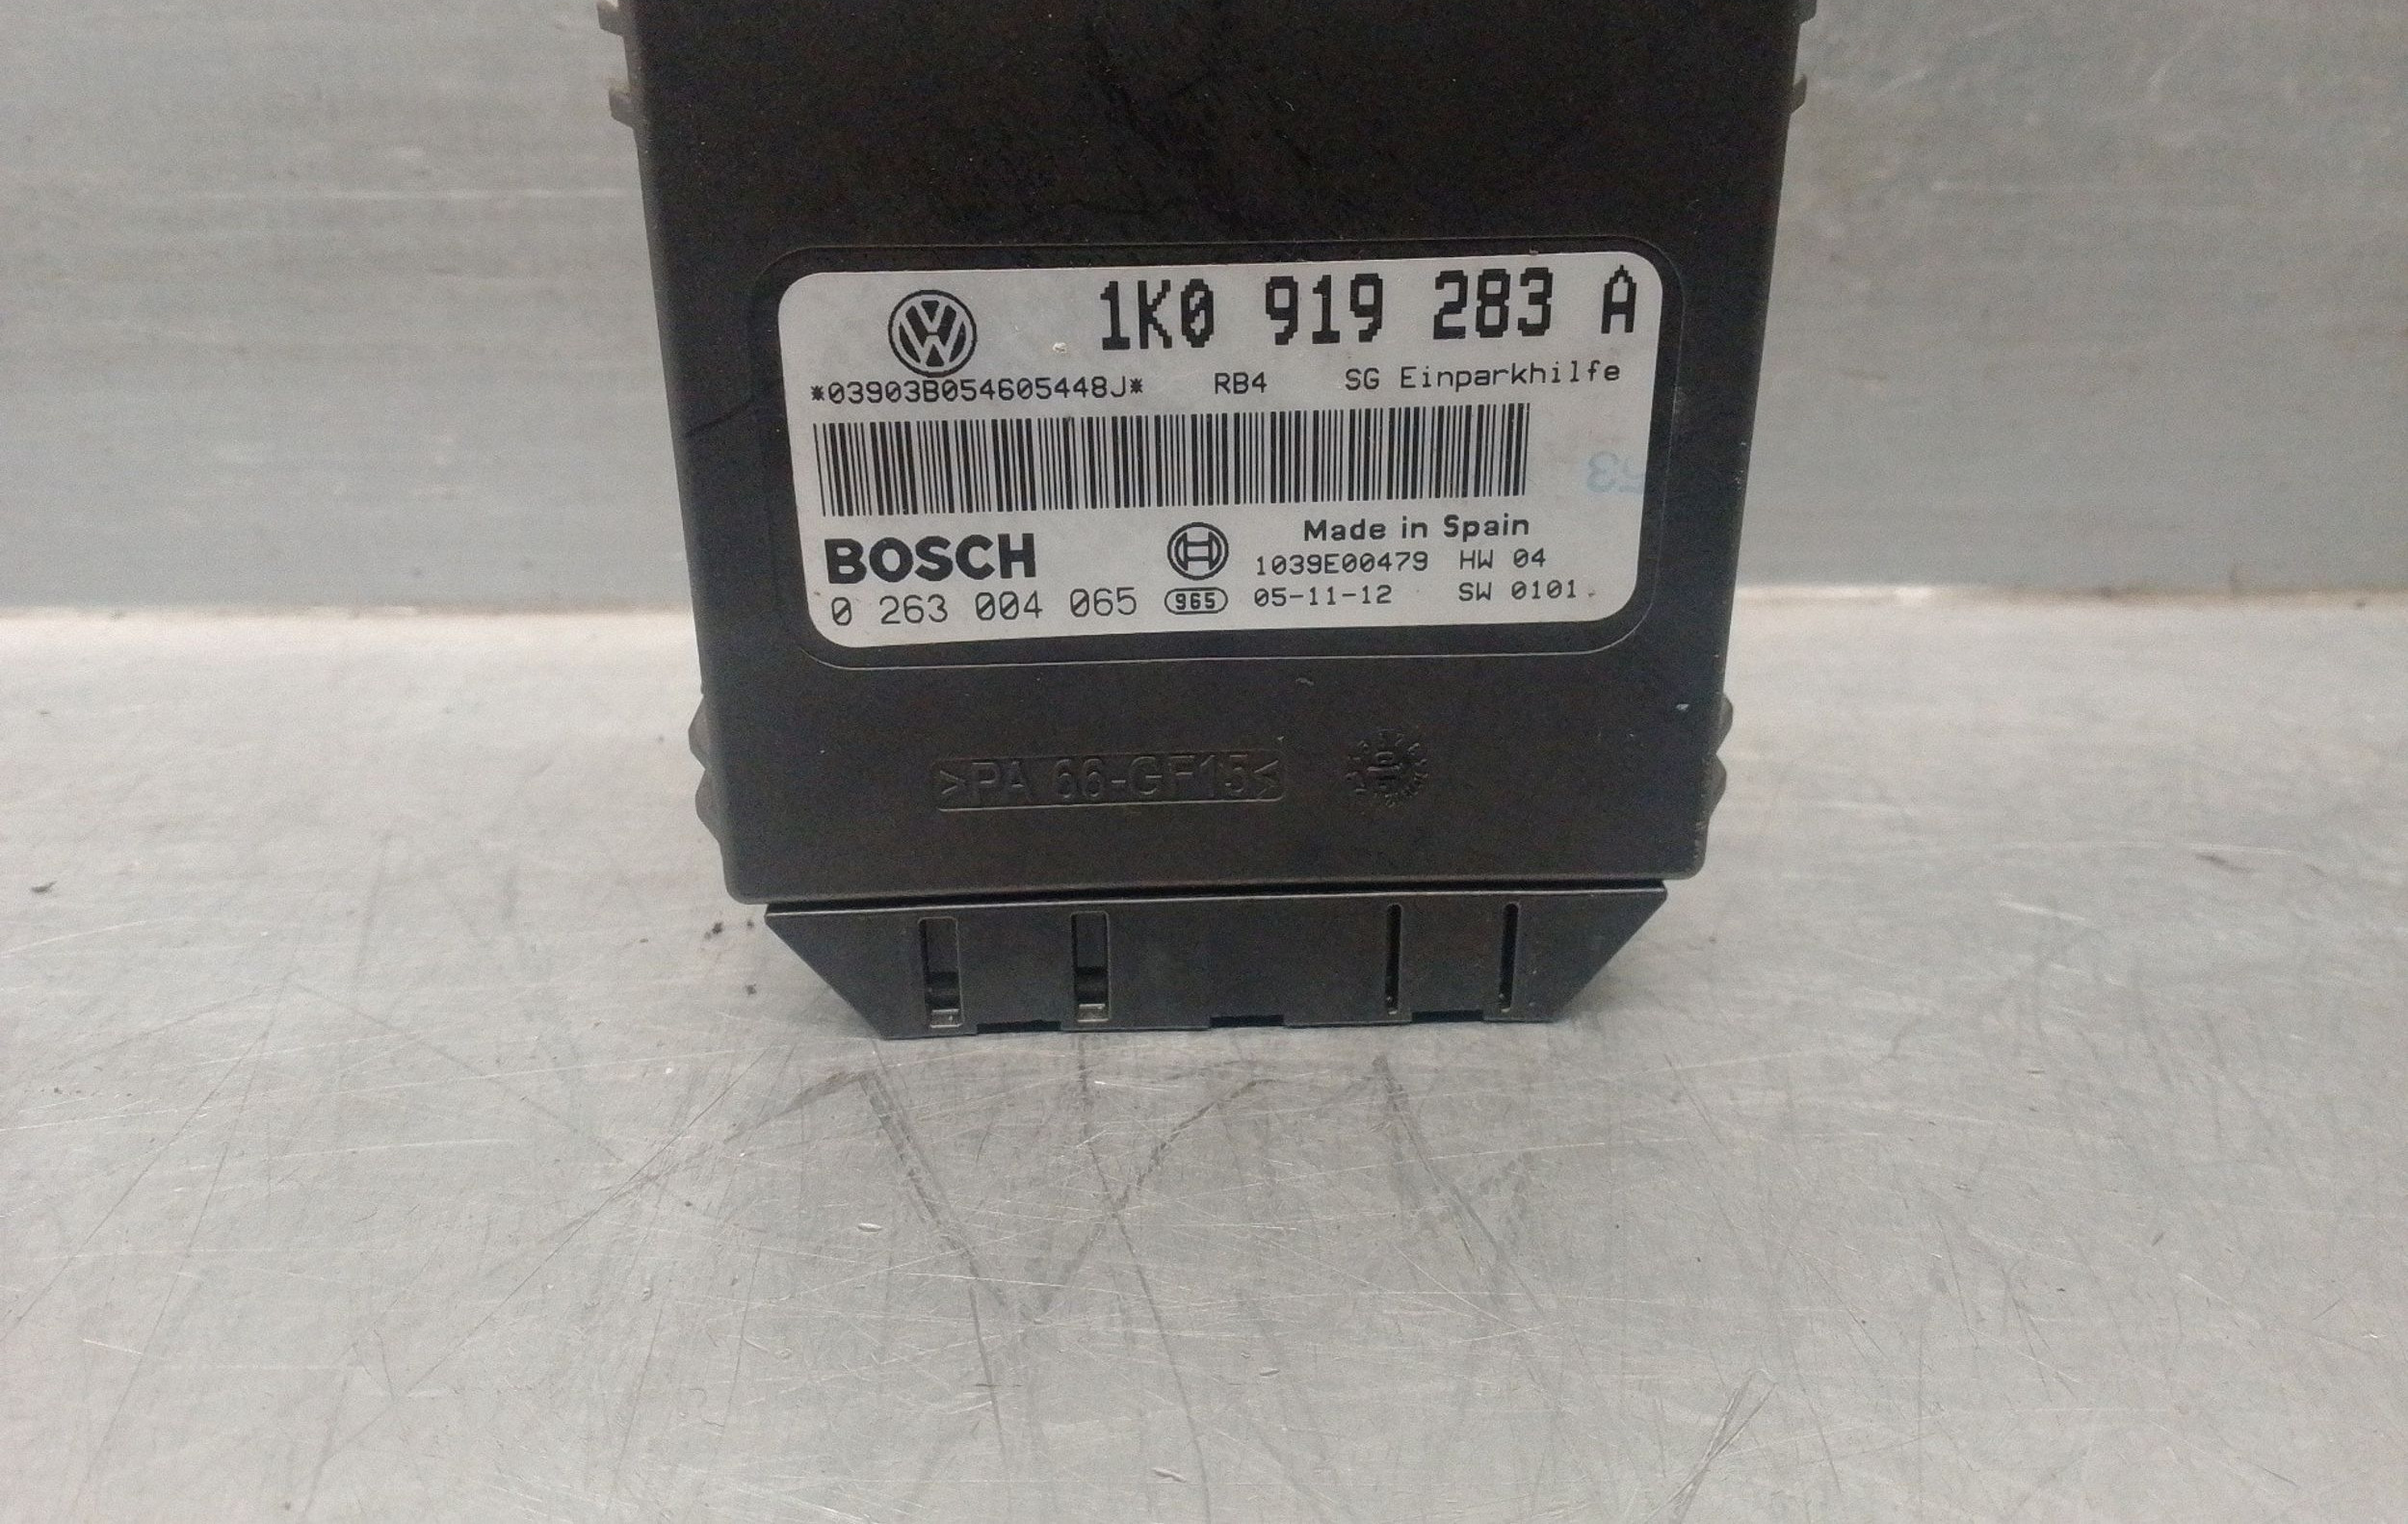 1K0 919 283 A
*03903B054605448J* RB4 SG Einparkhilfe
BOSCH
Made in Spain
1039E00479 HW 04
0 263 004 065 965 05-11-12 SW 0101
>PA 66-GF15<